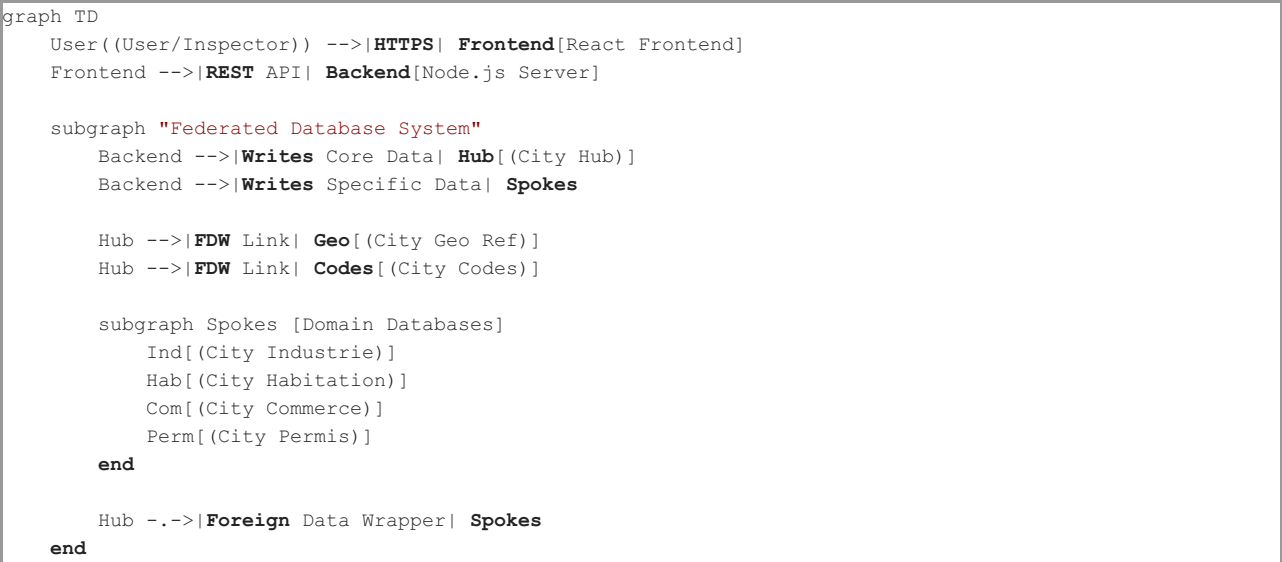 graph TD
    User((User/Inspector)) -->|HTTPS| Frontend[React Frontend]
    Frontend -->|REST API| Backend[Node.js Server]
    subgraph "Federated Database System"
        Backend -->|Writes Core Data| Hub[(City Hub)]
        Backend -->|Writes Specific Data| Spokes
        Hub -->|FDW Link| Geo[(City Geo Ref)]
        Hub -->|FDW Link| Codes[(City Codes)]
        subgraph Spokes [Domain Databases]
            Ind[(City Industrie)]
            Hab[(City Habitation)]
            Com[(City Commerce)]
            Perm[(City Permis)]
        end
        Hub -.->|Foreign Data Wrapper| Spokes
    end